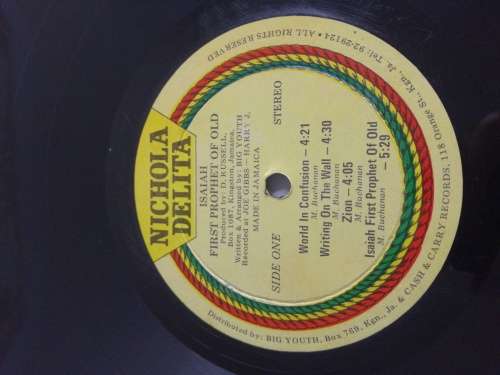 NICHOLA
DELITA
ISAIAH
FIRST PROPHET OF OLD
Produced by: D. RUSSELL,
Box 1987, Kingston, Jamaica.
Written & Arranged by: BIG YOUTH
Recorded at JOE GIBBS — HARRY J.
MADE IN JAMAICA
SIDE ONE
STEREO
World In Confusion — 4:21
M. Buchanan
Writing On The Wall — 4:30
M. Buchanan
Zion — 4:05
M. Buchanan
Isaiah First Prophet Of Old
M. Buchanan — 5:29
Distributed by: BIG YOUTH, Box 769, Kgn., Ja. & CASH & CARRY RECORDS, 118 Orange St., Kgn., Ja. Tel: 92-29124 • ALL RIGHTS RESERVED